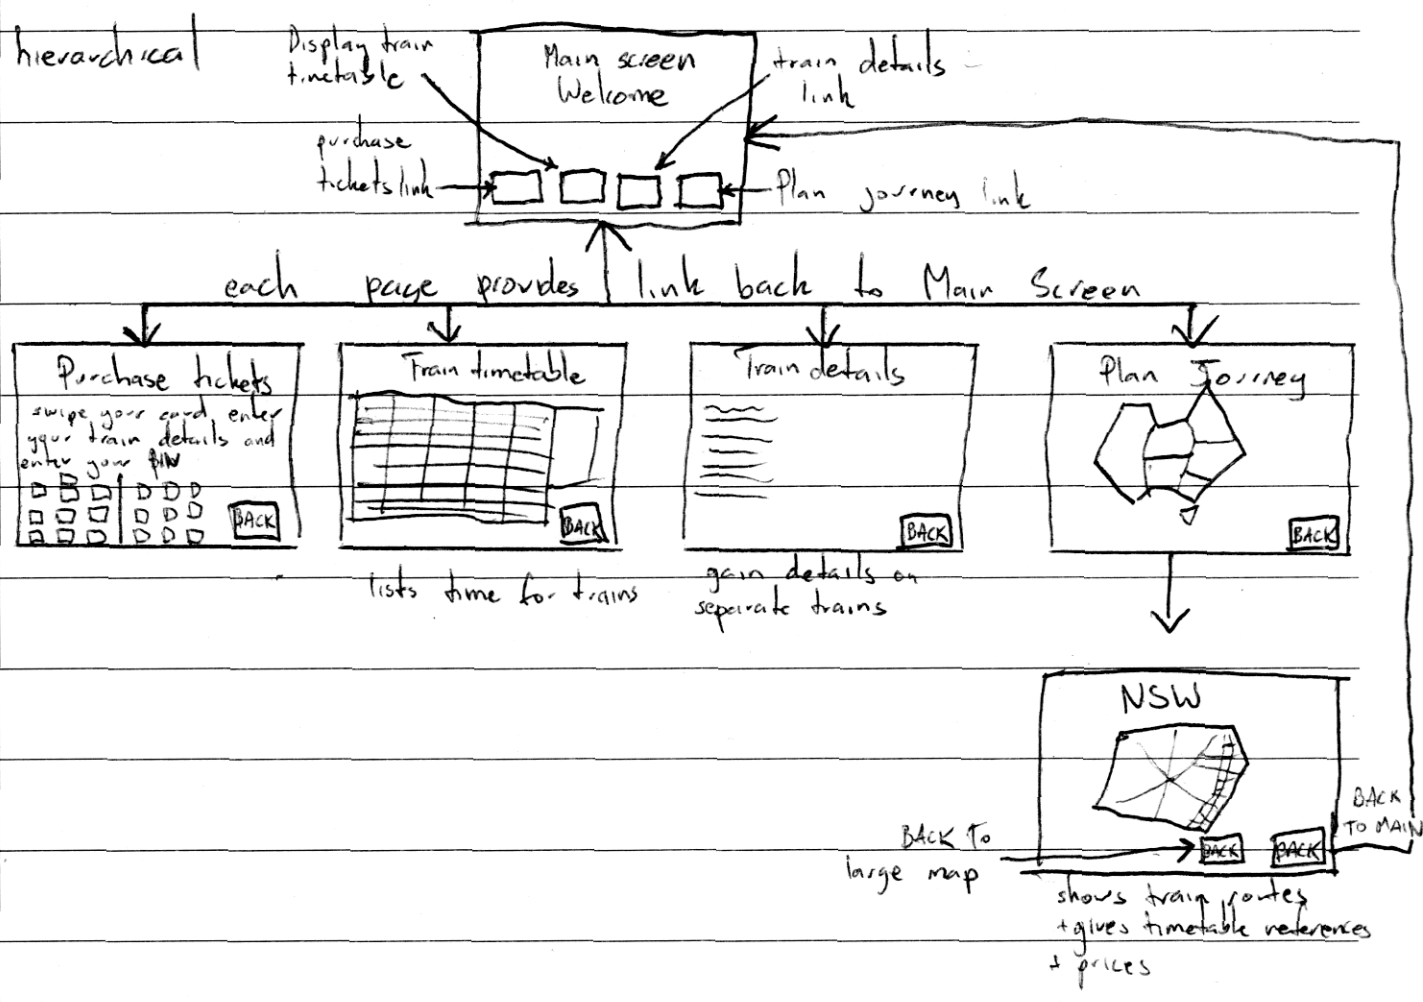 hierarchical
Display train
timetable
Main screen
Welcome
train details
link
purchase
tickets link
Plan journey link
each page provides link back to Main Screen
Purchase tickets
swipe your card, enter
your train details and
enter your PIN
BACK
Train timetable
BACK
lists time for trains
Train details
BACK
gain details on
separate trains
Plan Journey
BACK
NSW
BACK
BACK
BACK TO
large map
BACK
TO MAIN
shows train routes
+ gives timetable references
+ prices